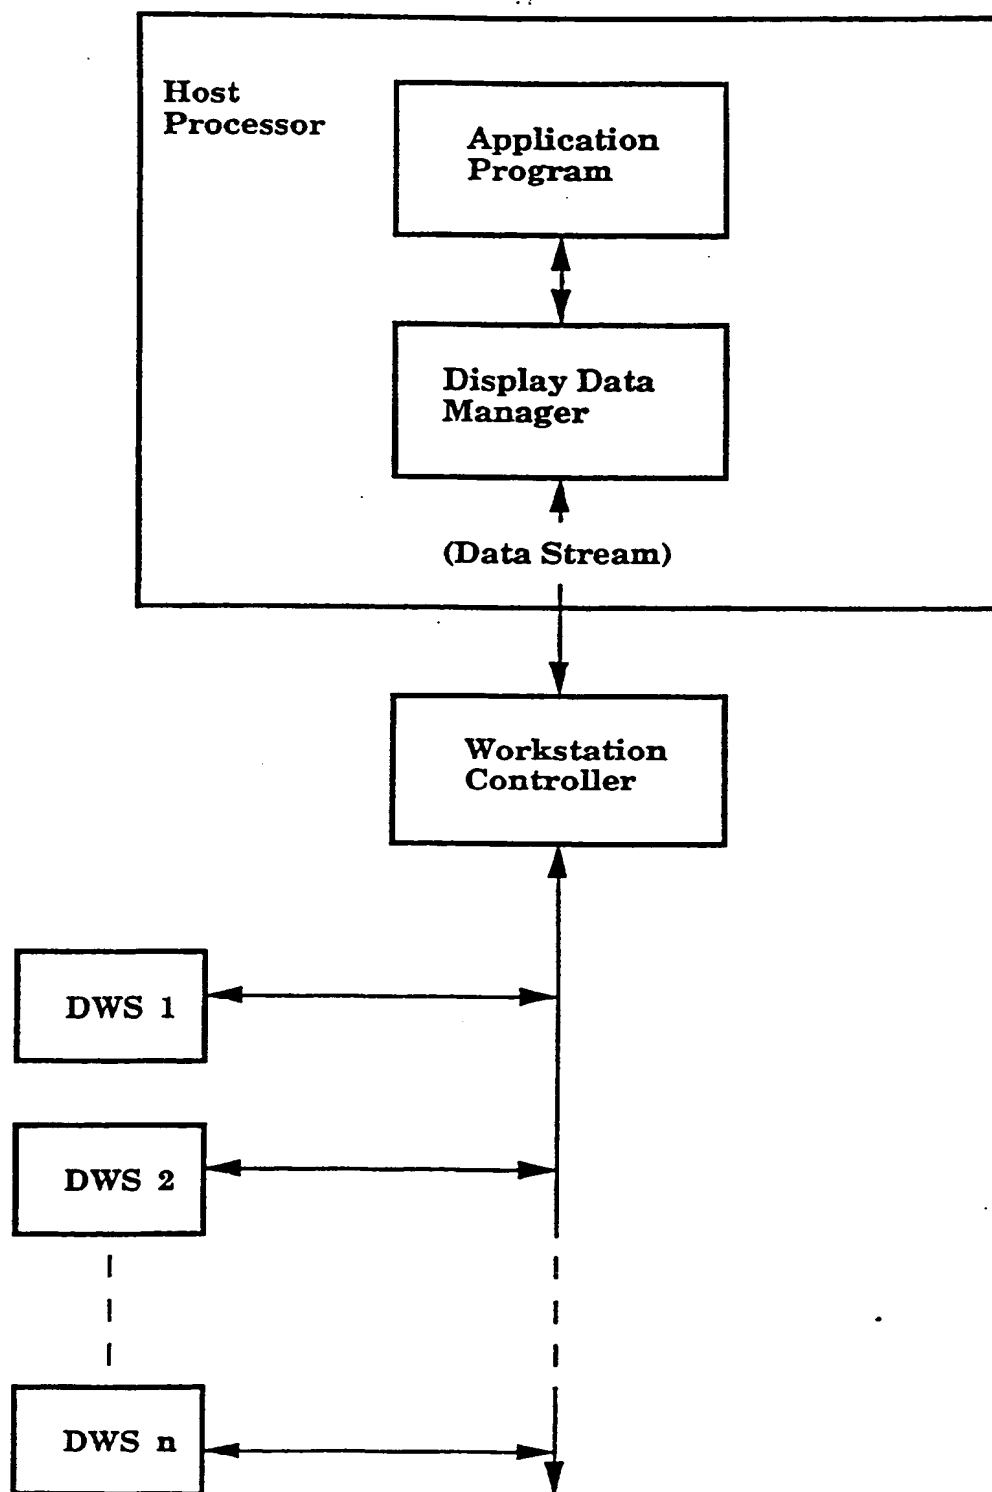 Host
Processor
Application
Program
Display Data
Manager
(Data Stream)
Workstation
Controller
DWS 1
DWS 2
DWS n